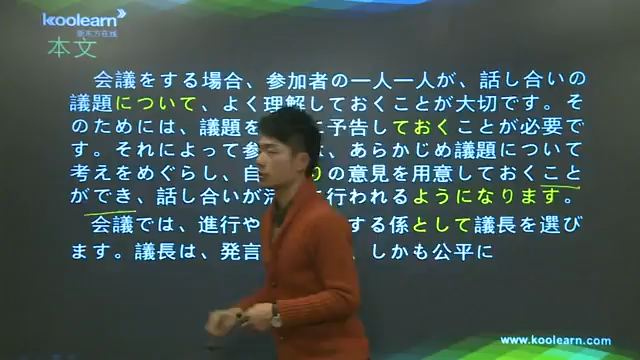 koolearn
新东方在线
本文
会議をする場合、参加者の一人一人が、話し合いの
議題について、よく理解しておくことが大切です。そ
のためには、議題を に予告しておくことが必要で
す。それによって参 は、あらかじめ議題について
考えをめぐらし、自 りの意見を用意しておくこと
ができ、話し合いが に行われるようになります。
会議では、進行や する係として議長を選び
ます。議長は、発言 、しかも公平に
www.koolearn.com